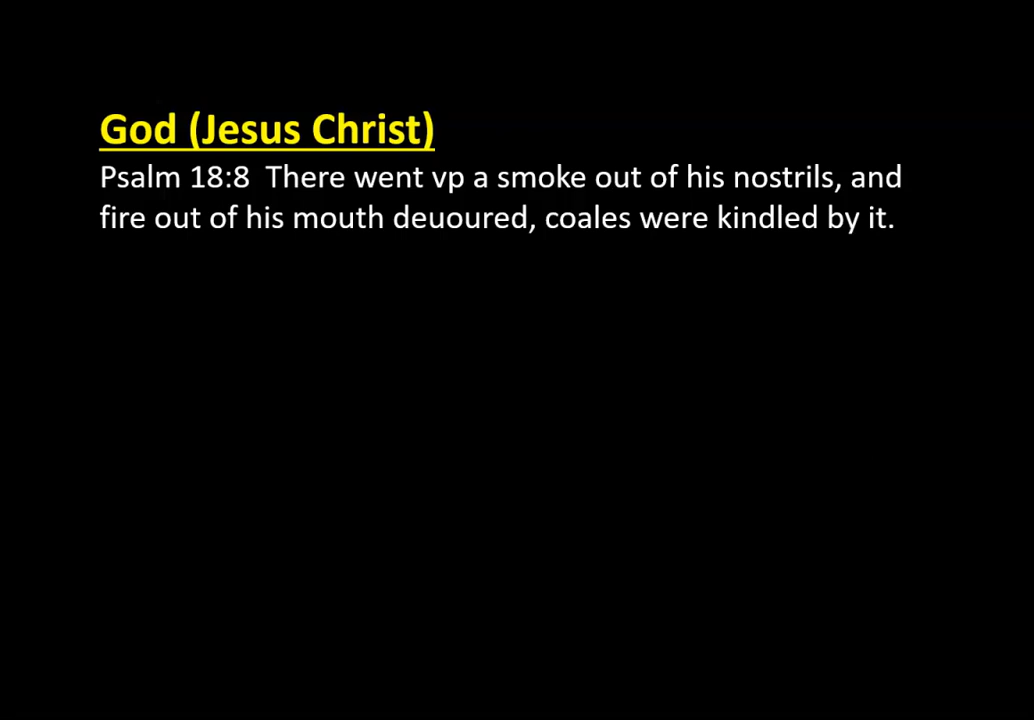 God (Jesus Christ)
Psalm 18:8  There went vp a smoke out of his nostrils, and
fire out of his mouth deuoured, coales were kindled by it.